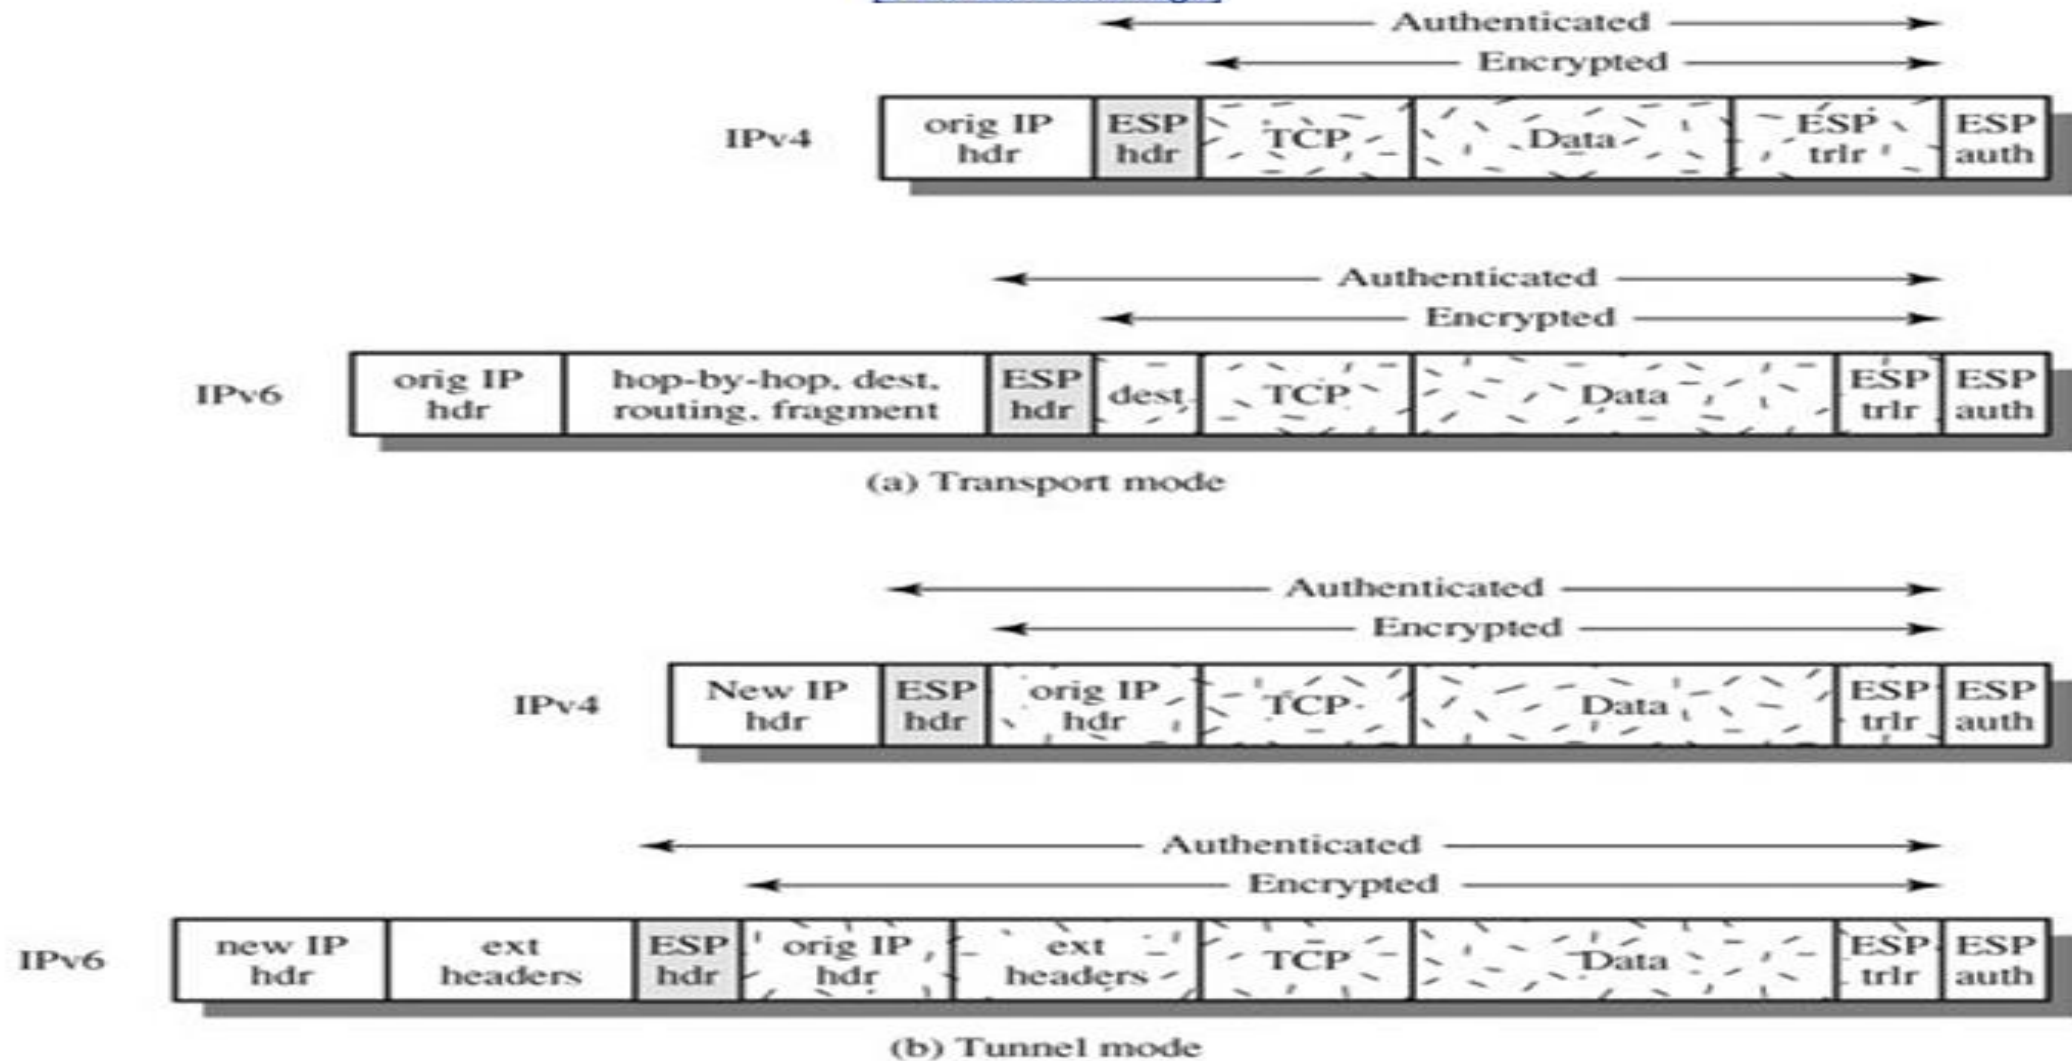 Authenticated
Encrypted
IPv4
orig IP hdr
ESP hdr
TCP
Data
ESP trlr
ESP auth
Authenticated
Encrypted
IPv6
orig IP hdr
hop-by-hop, dest, routing, fragment
ESP hdr
dest
TCP
Data
ESP trlr
ESP auth
(a) Transport mode
Authenticated
Encrypted
IPv4
New IP hdr
ESP hdr
orig IP hdr
TCP
Data
ESP trlr
ESP auth
Authenticated
Encrypted
IPv6
new IP hdr
ext headers
ESP hdr
orig IP hdr
ext headers
TCP
Data
ESP trlr
ESP auth
(b) Tunnel mode